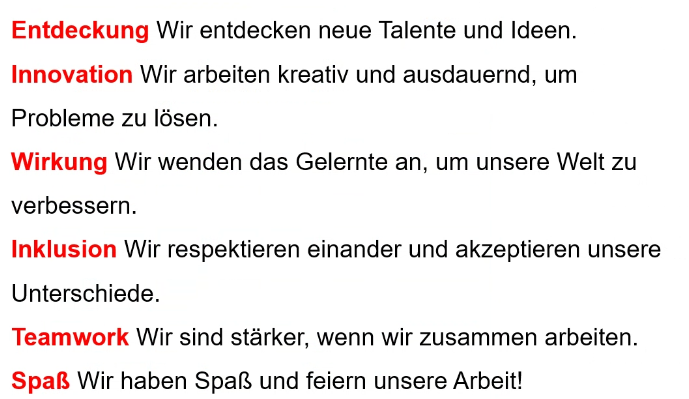 Entdeckung Wir entdecken neue Talente und Ideen.
Innovation Wir arbeiten kreativ und ausdauernd, um
Probleme zu lösen.
Wirkung Wir wenden das Gelernte an, um unsere Welt zu
verbessern.
Inklusion Wir respektieren einander und akzeptieren unsere
Unterschiede.
Teamwork Wir sind stärker, wenn wir zusammen arbeiten.
Spaß Wir haben Spaß und feiern unsere Arbeit!